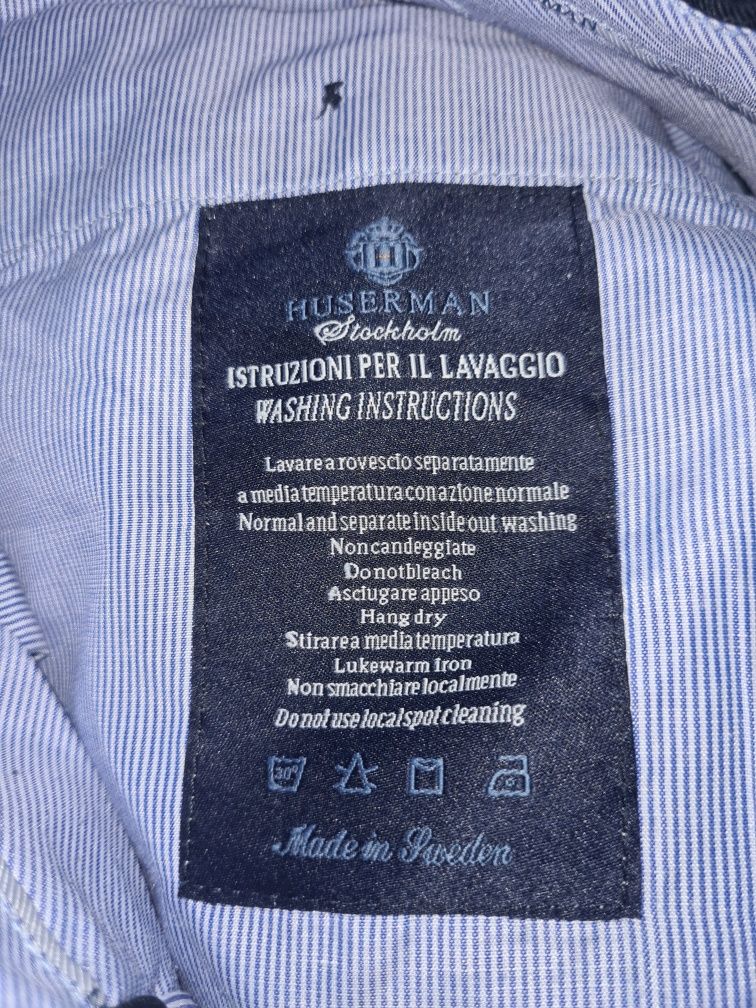 MAN
H
HUSERMAN
Stockholm
ISTRUZIONI PER IL LAVAGGIO
WASHING INSTRUCTIONS
Lavare a rovescio separatamente
a media temperatura con azione normale
Normal and separate inside out washing
Non candeggiate
Do not bleach
Asciugare appeso
Hang dry
Stirare a media temperatura
Lukewarm iron
Non smacchiare localmente
Do not use local spot cleaning
30°
Made in Sweden